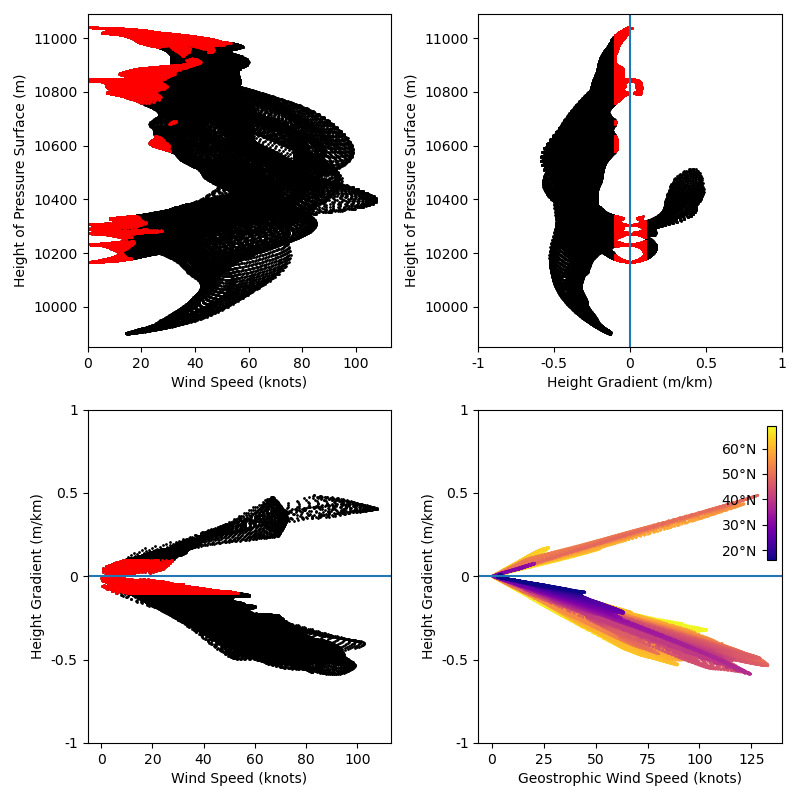 11000
10800
10600
10400
10200
10000
Height of Pressure Surface (m)
0 20 40 60 80 100
Wind Speed (knots)
11000
10800
10600
10400
10200
10000
Height of Pressure Surface (m)
-1 -0.5 0 0.5 1
Height Gradient (m/km)
1
0.5
0
-0.5
-1
Height Gradient (m/km)
0 20 40 60 80 100
Wind Speed (knots)
1
0.5
0
-0.5
-1
Height Gradient (m/km)
60°N
50°N
40°N
30°N
20°N
0 25 50 75 100 125
Geostrophic Wind Speed (knots)